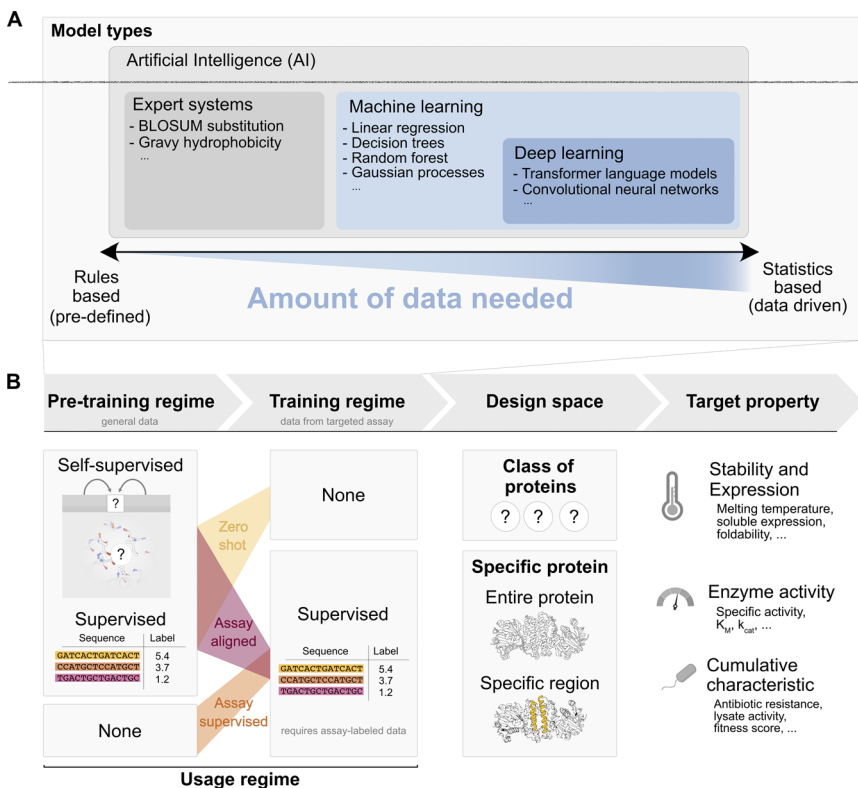 A
Model types
Artificial Intelligence (AI)
Expert systems
- BLOSUM substitution
- Gravy hydrophobicity
...
Machine learning
- Linear regression
- Decision trees
- Random forest
- Gaussian processes
...
Deep learning
- Transformer language models
- Convolutional neural networks
...
Rules
based
(pre-defined)
Amount of data needed
Statistics
based
(data driven)
B
Pre-training regime
general data
Training regime
data from targeted assay
Design space
Target property
Self-supervised
?
?
Supervised
Sequence Label
GATCACTGATCACT 5.4
CCATGCTCCATGCT 3.7
TGACTGCTGACTGC 1.2
None
Zero
shot
Assay
aligned
Assay
supervised
None
Supervised
Sequence Label
GATCACTGATCACT 5.4
CCATGCTCCATGCT 3.7
TGACTGCTGACTGC 1.2
requires assay-labeled data
Usage regime
Class of
proteins
? ? ?
Specific protein
Entire protein
Specific region
Stability and
Expression
Melting temperature,
soluble expression,
foldability, ...
Enzyme activity
Specific activity,
K_M, k_cat, ...
Cumulative
characteristic
Antibiotic resistance,
lysate activity,
fitness score, ...